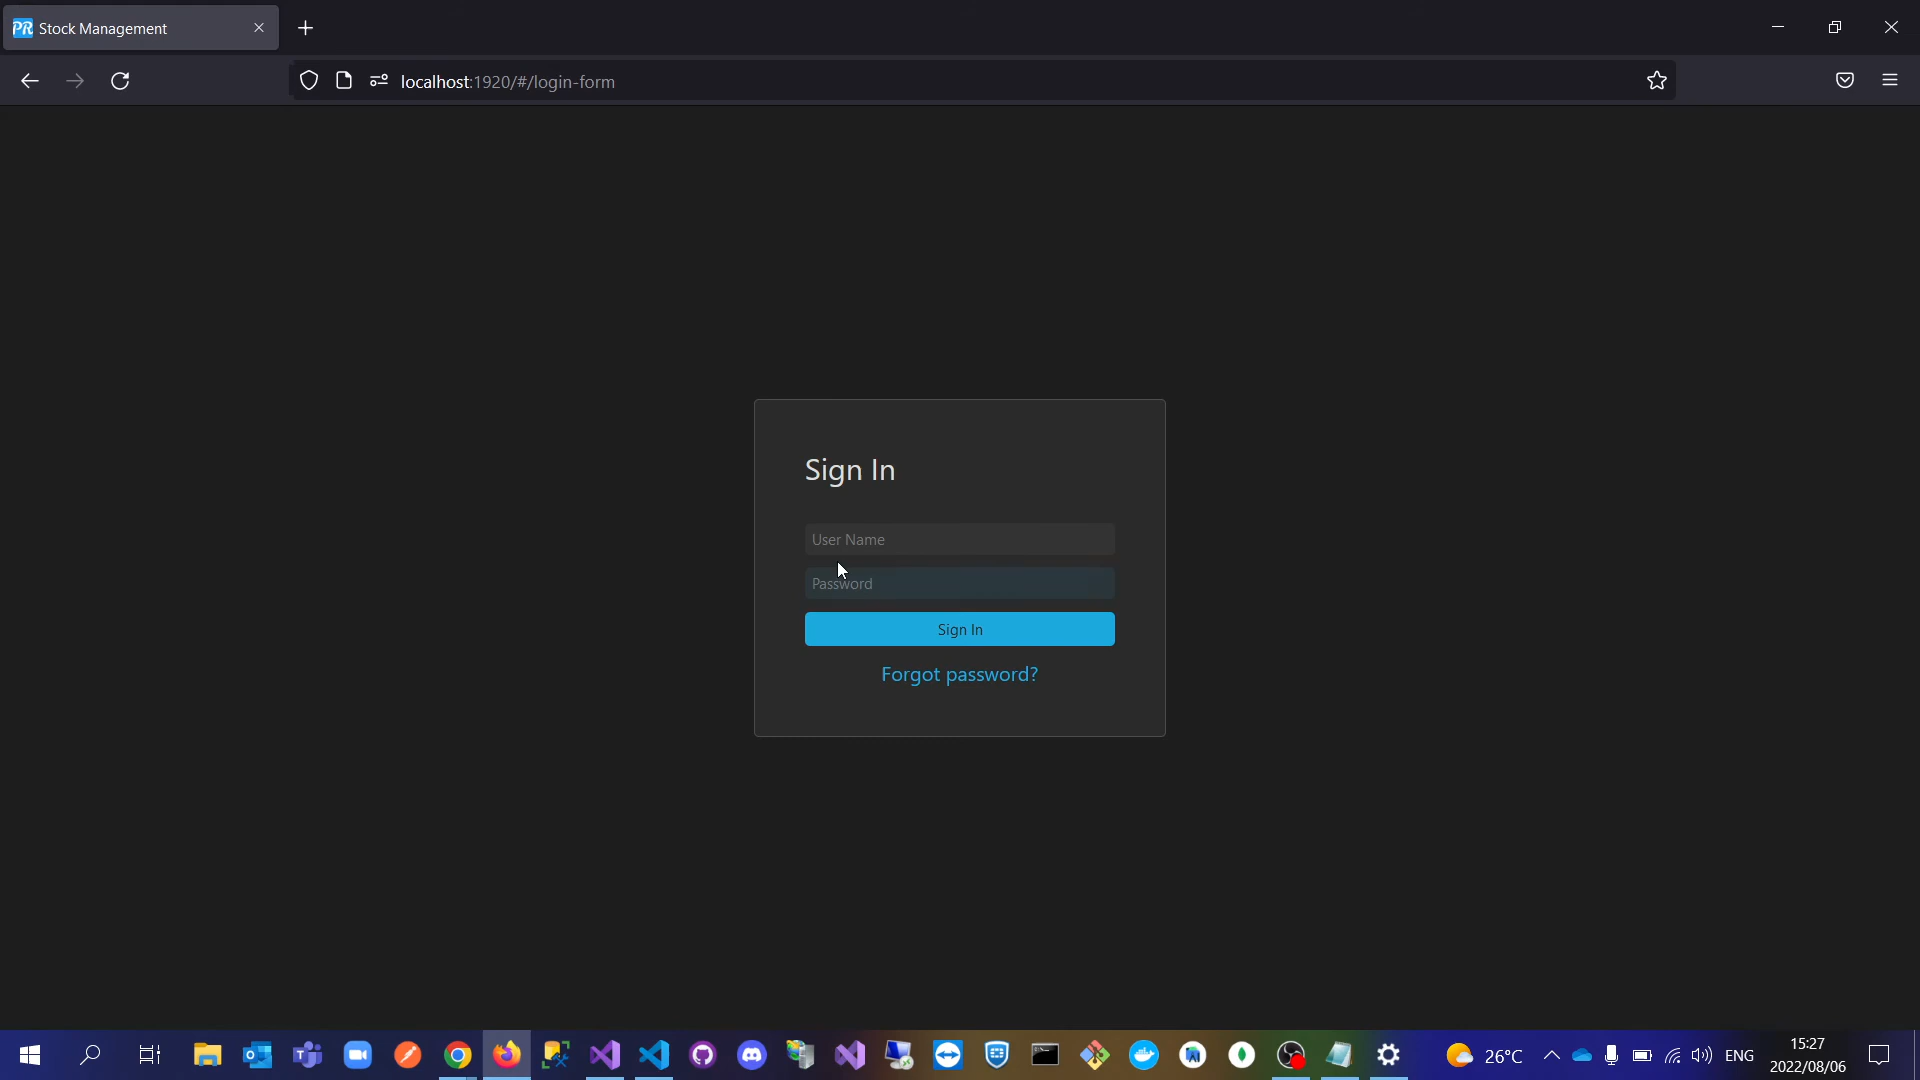 PR Stock Management
localhost:1920/#/login-form
Sign In
User Name
Password
Sign In
Forgot password?
26°C
ENG
15:27
2022/08/06